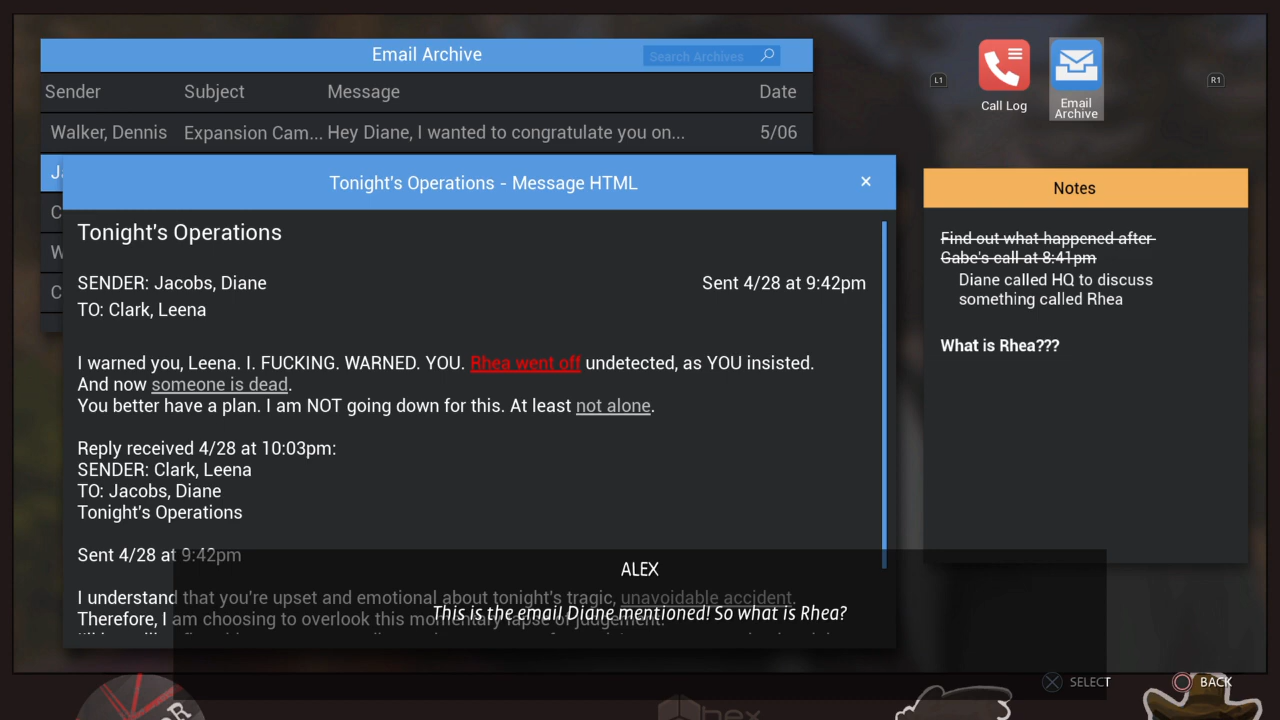 Email Archive
Search Archives
Sender Subject Message Date
Walker, Dennis Expansion Cam... Hey Diane, I wanted to congratulate you on... 5/06
Tonight's Operations - Message HTML
×
Tonight's Operations
SENDER: Jacobs, Diane
Sent 4/28 at 9:42pm
TO: Clark, Leena
I warned you, Leena. I. FUCKING. WARNED. YOU. Rhea went off undetected, as YOU insisted.
And now someone is dead.
You better have a plan. I am NOT going down for this. At least not alone.
Reply received 4/28 at 10:03pm:
SENDER: Clark, Leena
TO: Jacobs, Diane
Tonight's Operations
Sent 4/28 at 9:42pm
I understand that you're upset and emotional about tonight's tragic, unavoidable accident.
Therefore, I am choosing to overlook this momentary lapse of judgement.
L1
Call Log
Email
Archive
R1
Notes
Find out what happened after
Gabe's call at 8:41pm
Diane called HQ to discuss
something called Rhea
What is Rhea???
ALEX
This is the email Diane mentioned! So what is Rhea?
SELECT
BACK
hex